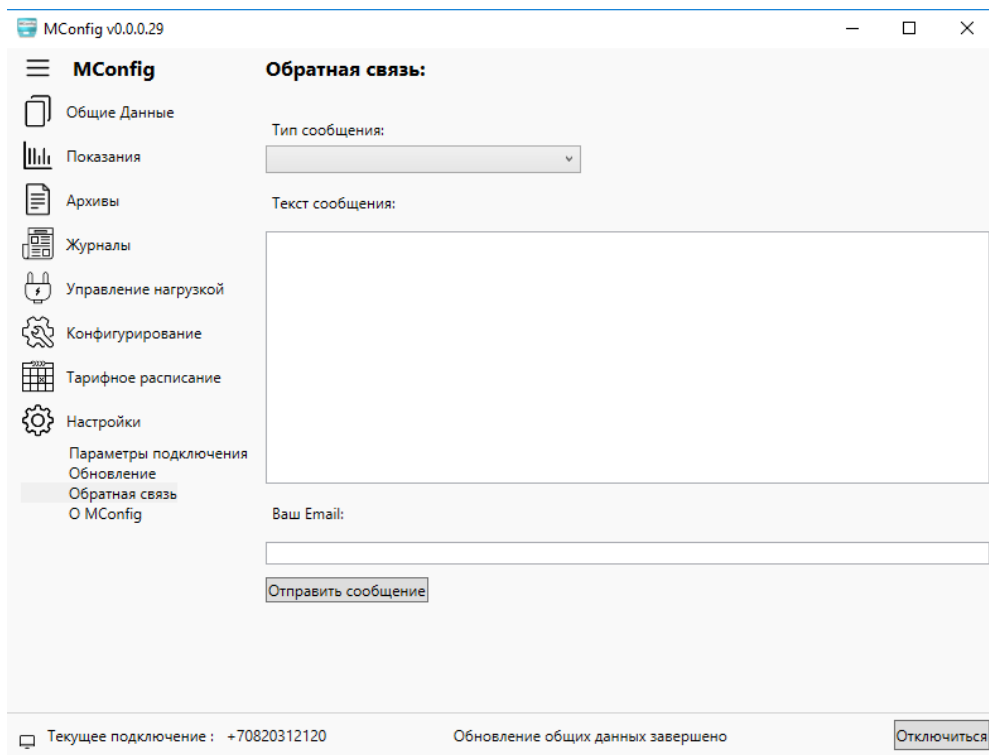 MConfig v0.0.0.29
MConfig
Общие Данные
Показания
Архивы
Журналы
Управление нагрузкой
Конфигурирование
Тарифное расписание
Настройки
Параметры подключения
Обновление
Обратная связь
О MConfig
Обратная связь:
Тип сообщения:
Текст сообщения:
Ваш Email:
Отправить сообщение
Текущее подключение : +70820312120
Обновление общих данных завершено
Отключиться